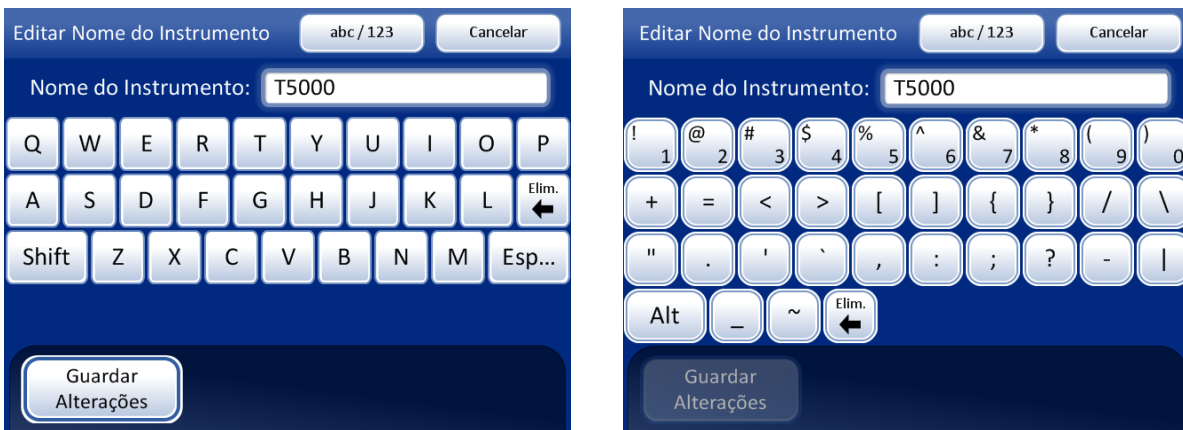 Editar Nome do Instrumento abc / 123 Cancelar
Nome do Instrumento: T5000
Q W E R T Y U I O P
A S D F G H J K L Elim.
Shift Z X C V B N M Esp...
Guardar
Alterações
Editar Nome do Instrumento abc / 123 Cancelar
Nome do Instrumento: T5000
! 1 @ 2 # 3 $ 4 % 5 ^ 6 & 7 * 8 ( 9 ) 0
+ = < > [ ] { } / \
" . ' ` , : ; ? - |
Alt _ ~ Elim.
Guardar
Alterações